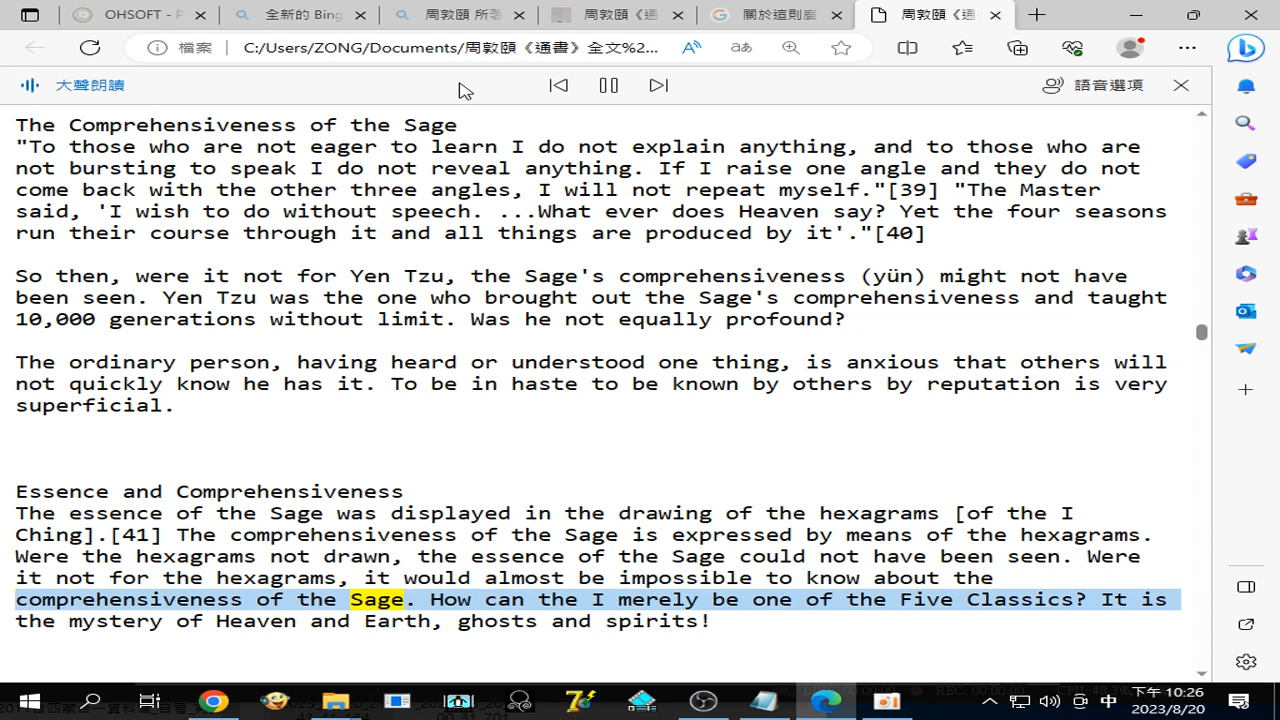 OHSOFT - P
全新的 Bing
周敦頤 所著
周敦頤《通
關於這則廟
周敦頤《通
檔案
C:/Users/ZONG/Documents/周敦頤《通書》全文%2...
大聲朗讀
語音選項
The Comprehensiveness of the Sage
"To those who are not eager to learn I do not explain anything, and to those who are
not bursting to speak I do not reveal anything. If I raise one angle and they do not
come back with the other three angles, I will not repeat myself."[39] "The Master
said, 'I wish to do without speech. ...What ever does Heaven say? Yet the four seasons
run their course through it and all things are produced by it'."[40]
So then, were it not for Yen Tzu, the Sage's comprehensiveness (yün) might not have
been seen. Yen Tzu was the one who brought out the Sage's comprehensiveness and taught
10,000 generations without limit. Was he not equally profound?
The ordinary person, having heard or understood one thing, is anxious that others will
not quickly know he has it. To be in haste to be known by others by reputation is very
superficial.
Essence and Comprehensiveness
The essence of the Sage was displayed in the drawing of the hexagrams [of the I
Ching].[41] The comprehensiveness of the Sage is expressed by means of the hexagrams.
Were the hexagrams not drawn, the essence of the Sage could not have been seen. Were
it not for the hexagrams, it would almost be impossible to know about the
comprehensiveness of the Sage. How can the I merely be one of the Five Classics? It is
the mystery of Heaven and Earth, ghosts and spirits!
中
下午 10:26
2023/8/20